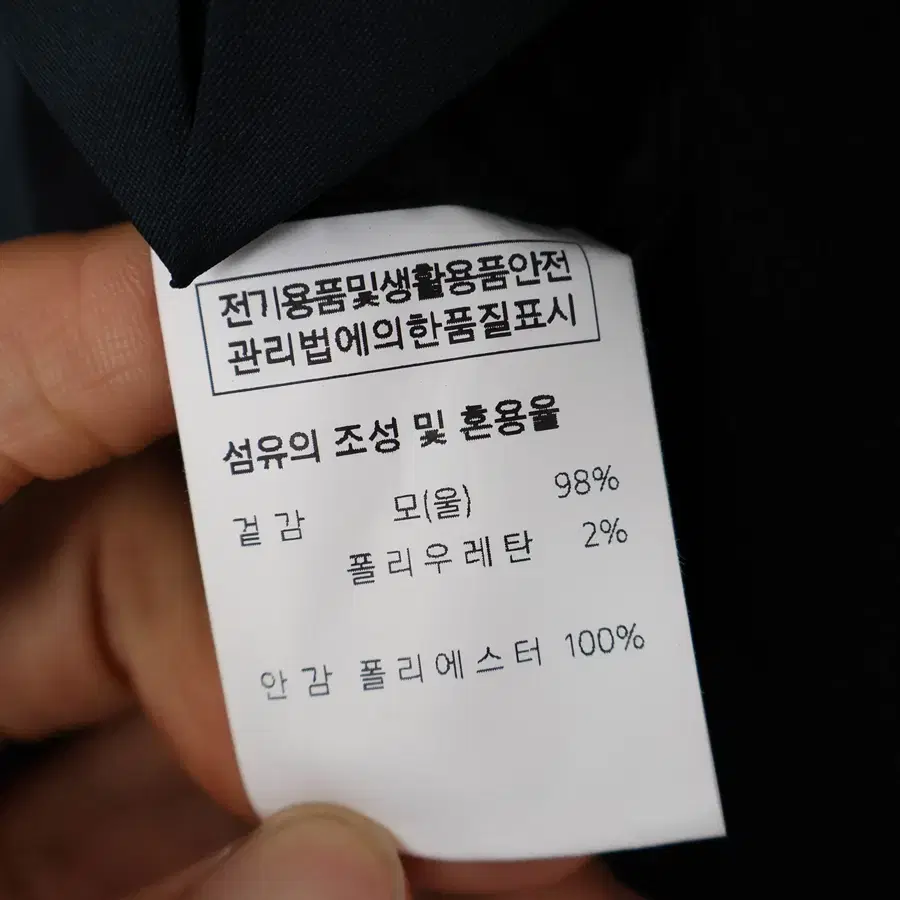 전기용품및생활용품안전
관리법에의한품질표시
섬유의 조성 및 혼용율
겉감 모(울) 98%
폴리우레탄 2%
안감 폴리에스터 100%